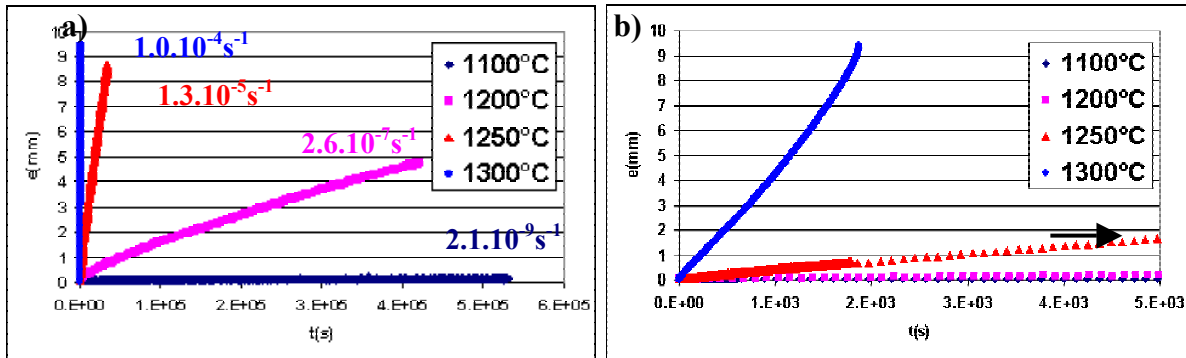 a)
10
9
8
7
6
5
4
3
2
1
0
e(mm)
0.E+00 1.E+05 2.E+05 3.E+05 4.E+05 5.E+05 6.E+05
t(s)
1.0.10⁻⁴s⁻¹
1.3.10⁻⁵s⁻¹
2.6.10⁻⁷s⁻¹
2.1.10⁻⁹s⁻¹
1100°C
1200°C
1250°C
1300°C
b)
10
9
8
7
6
5
4
3
2
1
0
e(mm)
0.E+00 1.E+03 2.E+03 3.E+03 4.E+03 5.E+03
t(s)
1100°C
1200°C
1250°C
1300°C